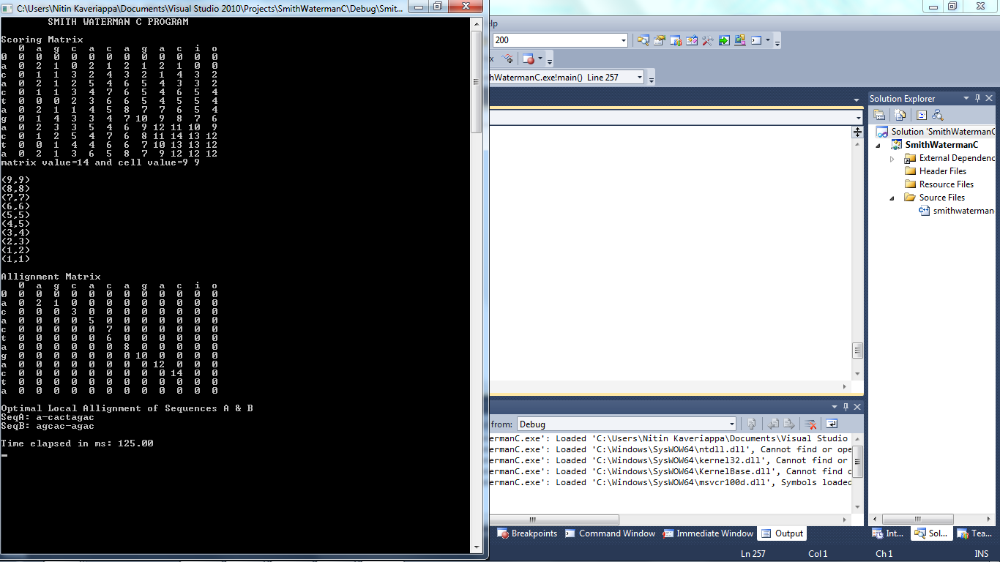 C:\Users\Nitin Kaveriappa\Documents\Visual Studio 2010\Projects\SmithWatermanC\Debug\Smit...
SMITH WATERMAN C PROGRAM
Scoring Matrix
0 a g c a c a g a c i o
0 0 0 0 0 0 0 0 0 0 0 0 0
a 0 2 1 0 2 1 2 1 2 1 0 0
c 0 1 1 3 2 4 3 2 1 4 3 2
a 0 2 1 2 5 4 6 5 4 3 3 2
c 0 1 1 3 4 7 6 5 4 6 5 4
t 0 0 0 2 3 6 6 5 4 5 5 4
a 0 2 1 1 4 5 8 7 7 6 5 4
g 0 1 4 3 3 4 7 10 9 8 7 6
a 0 2 3 3 5 4 6 9 12 11 10 9
c 0 1 2 5 4 7 6 8 11 14 13 12
t 0 0 1 4 4 6 6 7 10 13 13 12
a 0 2 1 3 6 5 8 7 9 12 12 12
matrix value=14 and cell value=9 9
(9,9)
(8,8)
(7,7)
(6,6)
(5,5)
(4,5)
(3,4)
(2,3)
(1,2)
(1,1)
Allignment Matrix
0 a g c a c a g a c i o
0 0 0 0 0 0 0 0 0 0 0 0 0
a 0 2 1 0 0 0 0 0 0 0 0 0
c 0 0 0 3 0 0 0 0 0 0 0 0
a 0 0 0 0 5 0 0 0 0 0 0 0
c 0 0 0 0 0 7 0 0 0 0 0 0
t 0 0 0 0 0 6 0 0 0 0 0 0
a 0 0 0 0 0 0 8 0 0 0 0 0
g 0 0 0 0 0 0 0 10 0 0 0 0
a 0 0 0 0 0 0 0 0 12 0 0 0
c 0 0 0 0 0 0 0 0 0 14 0 0
t 0 0 0 0 0 0 0 0 0 0 0 0
a 0 0 0 0 0 0 0 0 0 0 0 0
Optimal Local Allignment of Sequences A & B
SeqA: a-cactagac
SeqB: agcac-agac
Time elapsed in ms: 125.00
elp
200
x
hWatermanC.exe!main() Line 257
Solution Explorer
Solution 'SmithWatermanC
SmithWatermanC
External Dependenc
Header Files
Resource Files
Source Files
smithwaterman
from: Debug
ermanC.exe': Loaded 'C:\Users\Nitin Kaveriappa\Documents\Visual Studio
ermanC.exe': Loaded 'C:\Windows\SysWOW64\ntdll.dll', Cannot find or ope
ermanC.exe': Loaded 'C:\Windows\SysWOW64\kernel32.dll', Cannot find or
ermanC.exe': Loaded 'C:\Windows\SysWOW64\KernelBase.dll', Cannot find o
ermanC.exe': Loaded 'C:\Windows\SysWOW64\msvcr100d.dll', Symbols loaded
Breakpoints Command Window Immediate Window Output
Int... Sol... Tea...
Ln 257 Col 1 Ch 1 INS